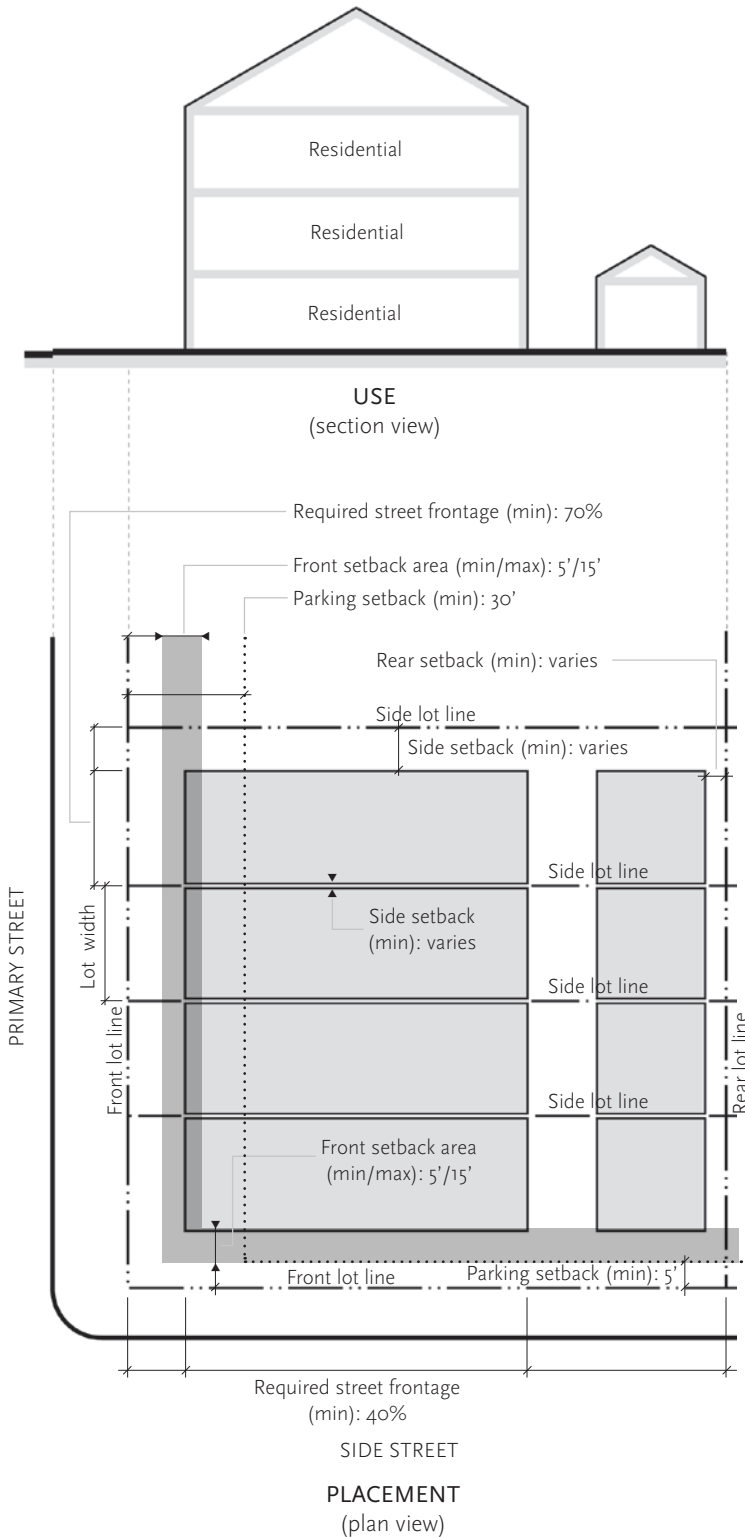 Residential
Residential
Residential
USE
(section view)
Required street frontage (min): 70%
Front setback area (min/max): 5’/15’
Parking setback (min): 30’
Rear setback (min): varies
Side lot line
Side setback (min): varies
Side lot line
Side setback
(min): varies
Lot width
PRIMARY STREET
Side lot line
Front lot line
Rear lot line
Side lot line
Front setback area
(min/max): 5’/15’
Front lot line
Parking setback (min): 5’
Required street frontage
(min): 40%
SIDE STREET
PLACEMENT
(plan view)